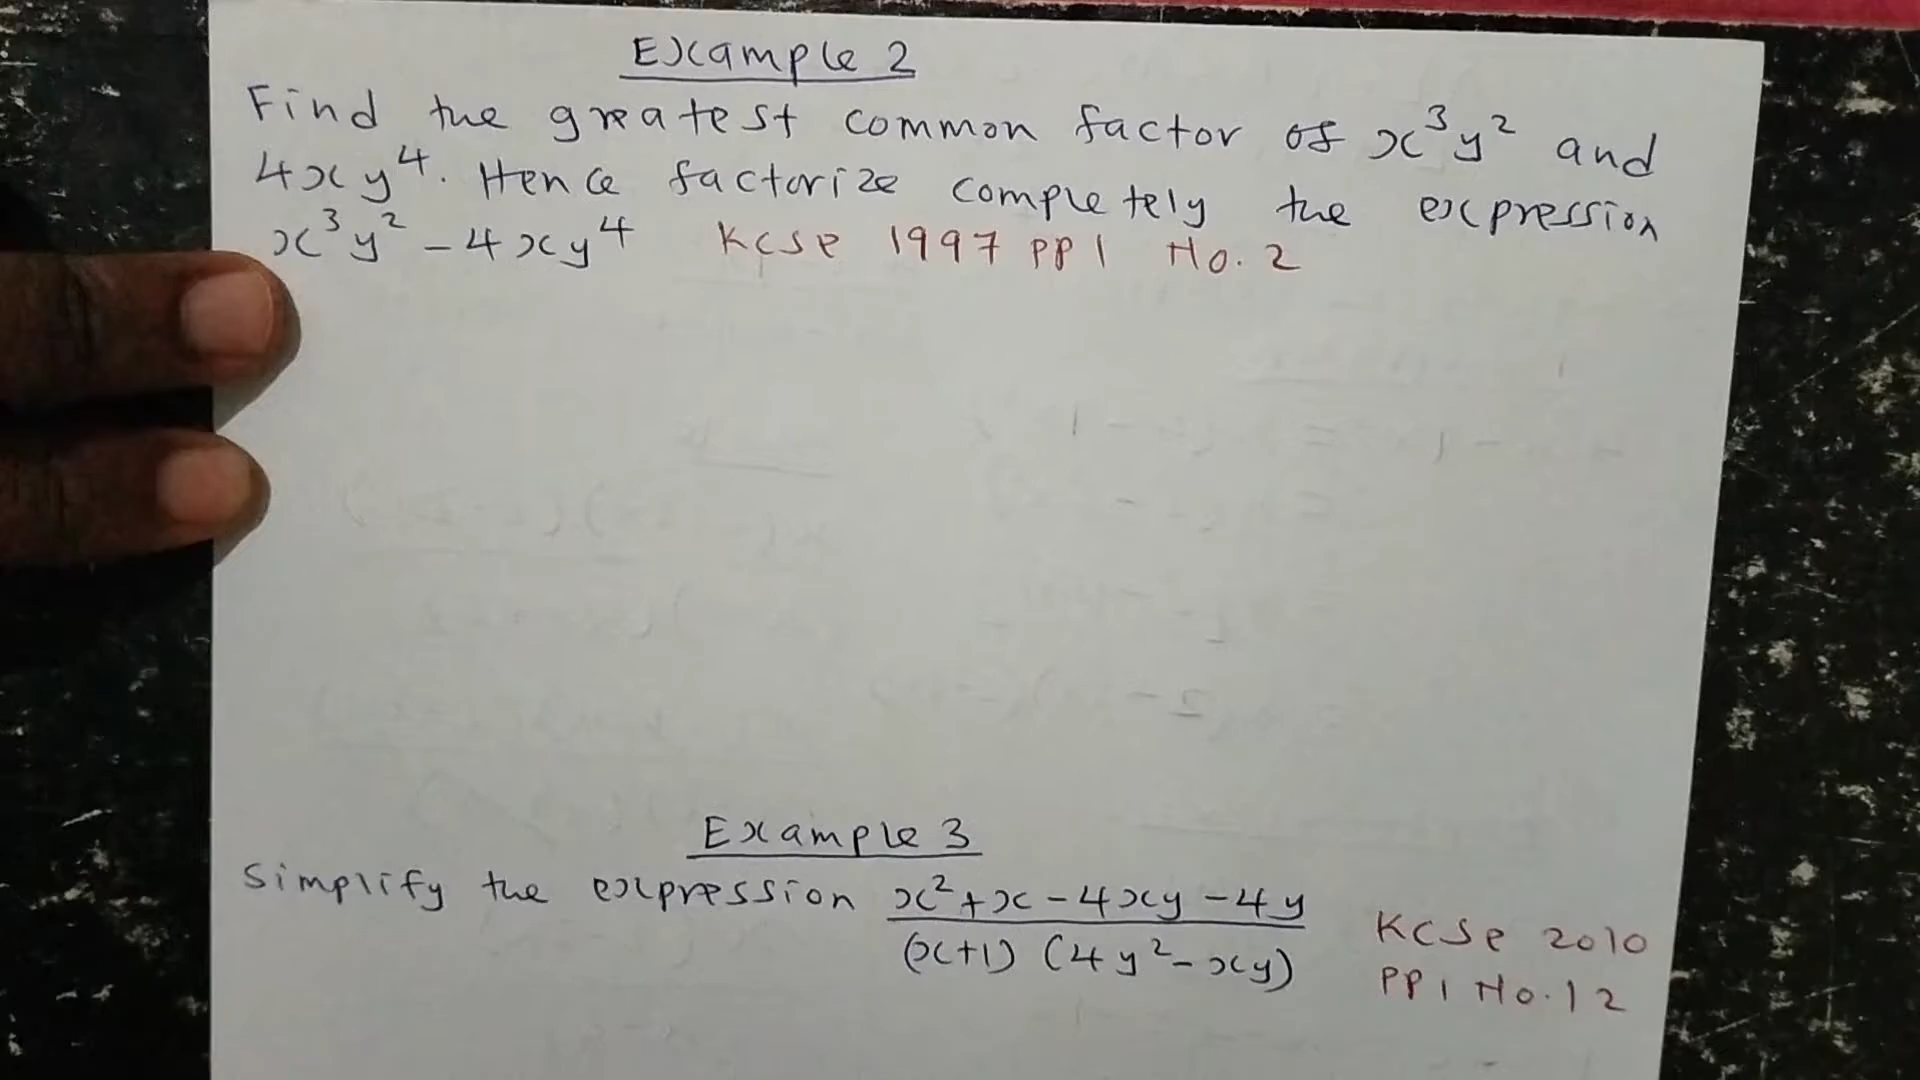 Example 2
Find the greatest common factor of x³y² and
4xy⁴. Hence factorize completely the expression
x³y² - 4xy⁴ KCSE 1997 PP1 No. 2
Example 3
Simplify the expression x²+x-4xy-4y
(x+1) (4y²-xy)
KCSE 2010
PP1 No.12